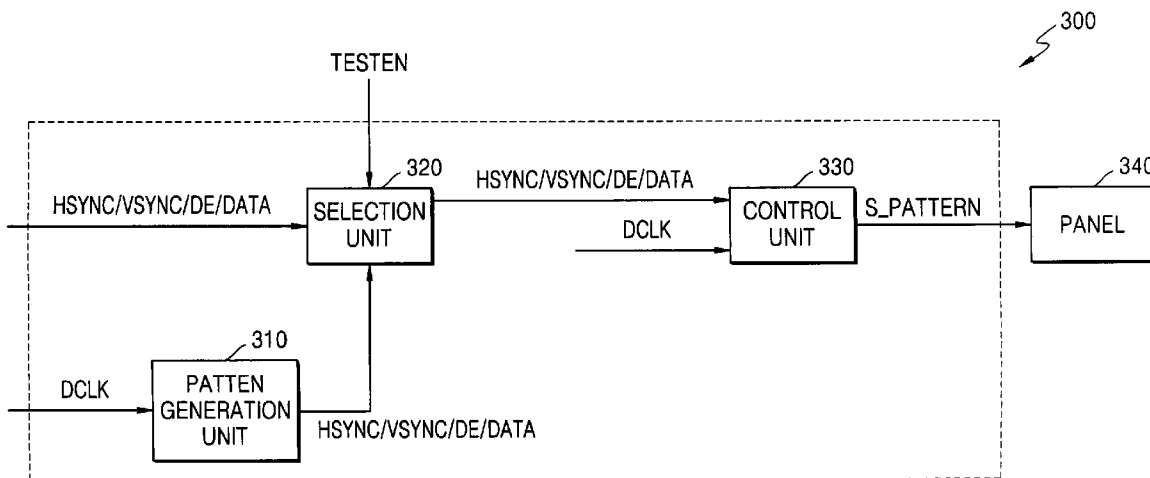 300
TESTEN
320
HSYNC/VSYNC/DE/DATA
330
340
HSYNC/VSYNC/DE/DATA
SELECTION
UNIT
DCLK
CONTROL
UNIT
S_PATTERN
PANEL
310
DCLK
PATTEN
GENERATION
UNIT
HSYNC/VSYNC/DE/DATA